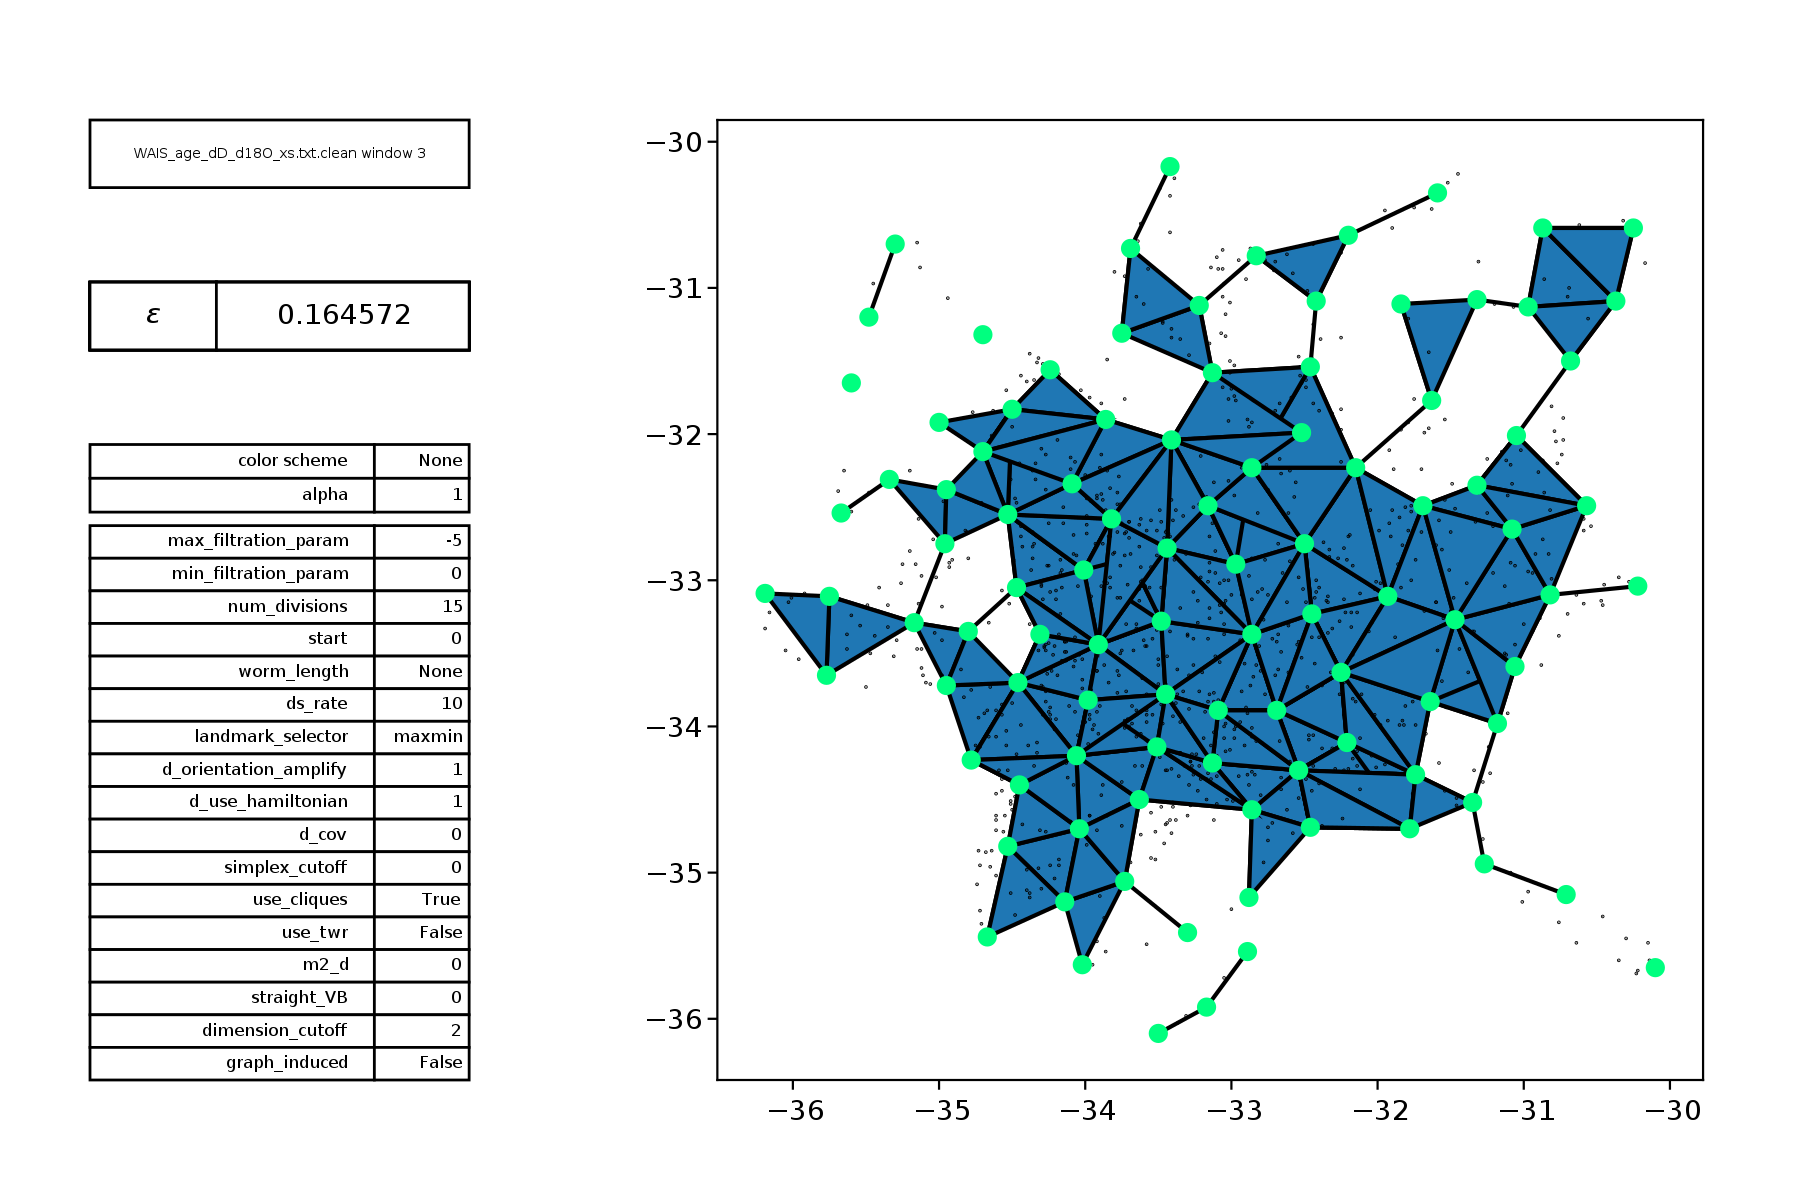 WAIS_age_dD_d18O_xs.txt.clean window 3
ε 0.164572
color scheme None
alpha 1
max_filtration_param -5
min_filtration_param 0
num_divisions 15
start 0
worm_length None
ds_rate 10
landmark_selector maxmin
d_orientation_amplify 1
d_use_hamiltonian 1
d_cov 0
simplex_cutoff 0
use_cliques True
use_twr False
m2_d 0
straight_VB 0
dimension_cutoff 2
graph_induced False
−30
−31
−32
−33
−34
−35
−36
−36 −35 −34 −33 −32 −31 −30